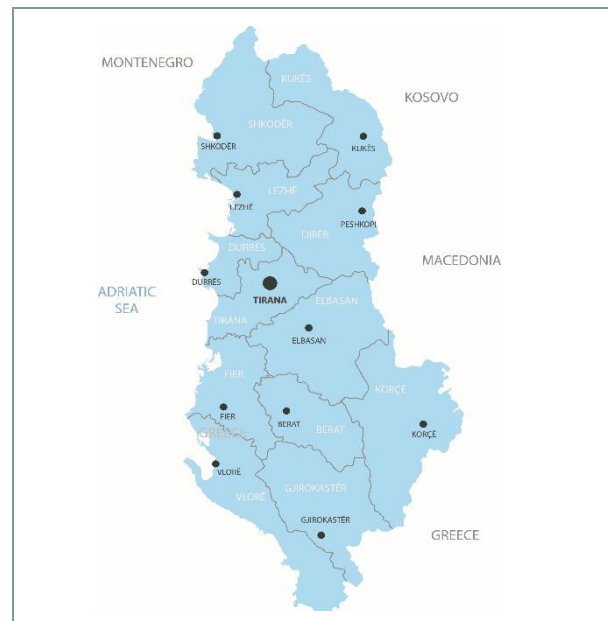 MONTENEGRO
KUKËS
KOSOVO
SHKODËR
SHKODËR
KUKËS
LEZHË
LEZHË
PESHKOPI
DIBËR
DURRËS
MACEDONIA
DURRËS
ADRIATIC
SEA
TIRANA
ELBASAN
TIRANA
ELBASAN
FIER
KORÇË
FIER
BERAT
BERAT
KORÇË
GREECE
VLORË
VLORË
GJIROKASTËR
GJIROKASTËR
GREECE